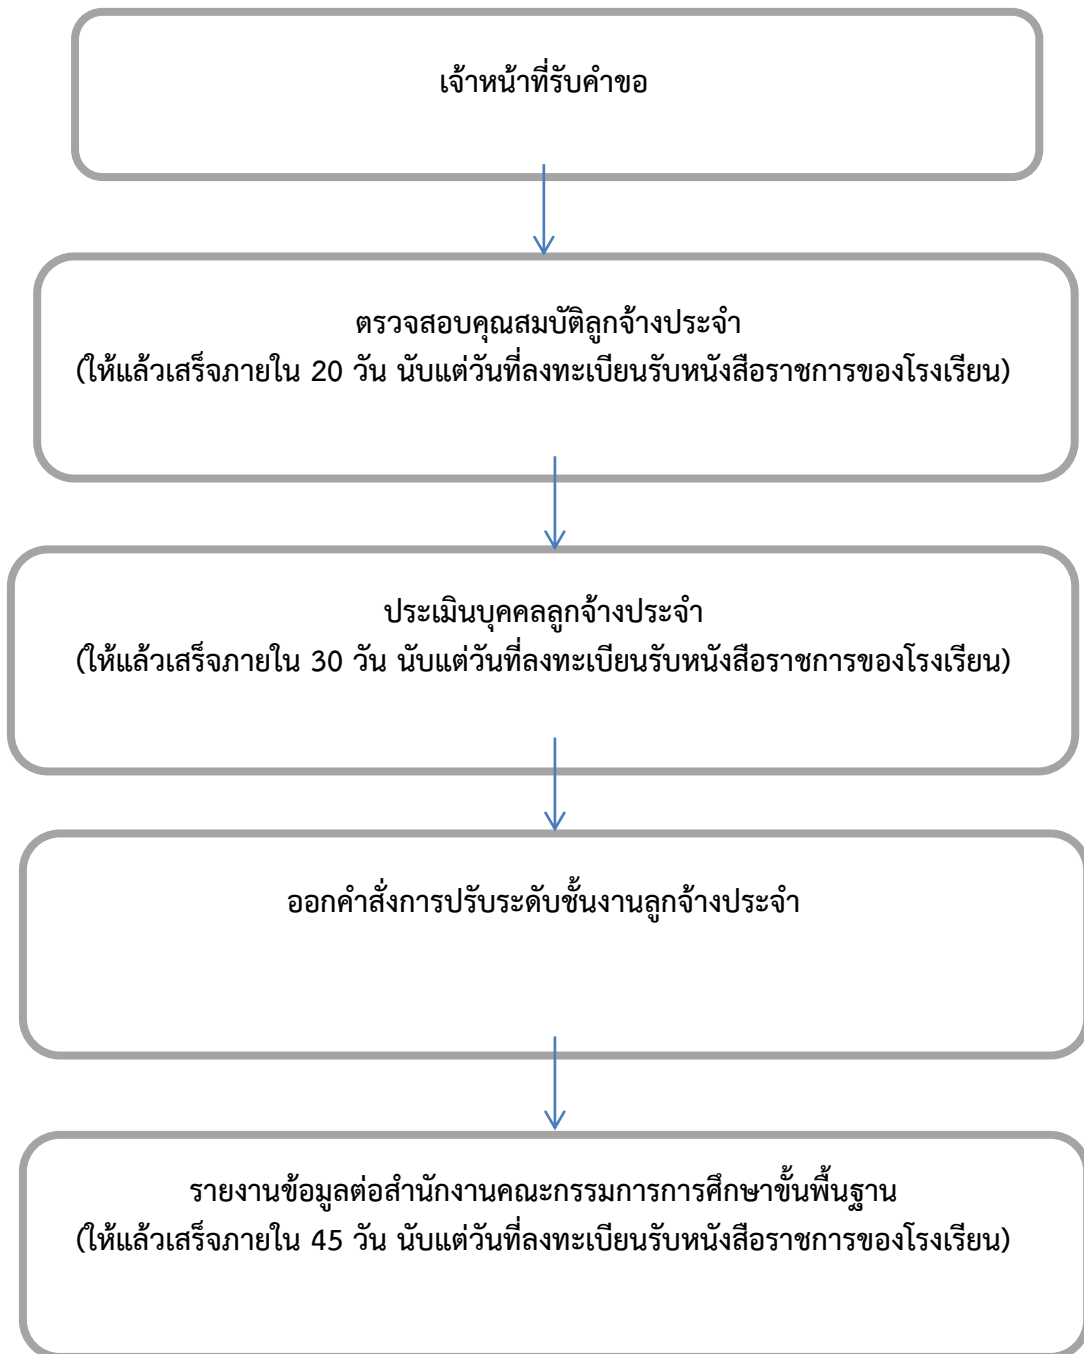 เจ้าหน้าที่รับคำขอ
ตรวจสอบคุณสมบัติลูกจ้างประจำ
(ให้แล้วเสร็จภายใน 20 วัน นับแต่วันที่ลงทะเบียนรับหนังสือราชการของโรงเรียน)
ประเมินบุคคลลูกจ้างประจำ
(ให้แล้วเสร็จภายใน 30 วัน นับแต่วันที่ลงทะเบียนรับหนังสือราชการของโรงเรียน)
ออกคำสั่งการปรับระดับชั้นงานลูกจ้างประจำ
รายงานข้อมูลต่อสำนักงานคณะกรรมการการศึกษาขั้นพื้นฐาน
(ให้แล้วเสร็จภายใน 45 วัน นับแต่วันที่ลงทะเบียนรับหนังสือราชการของโรงเรียน)